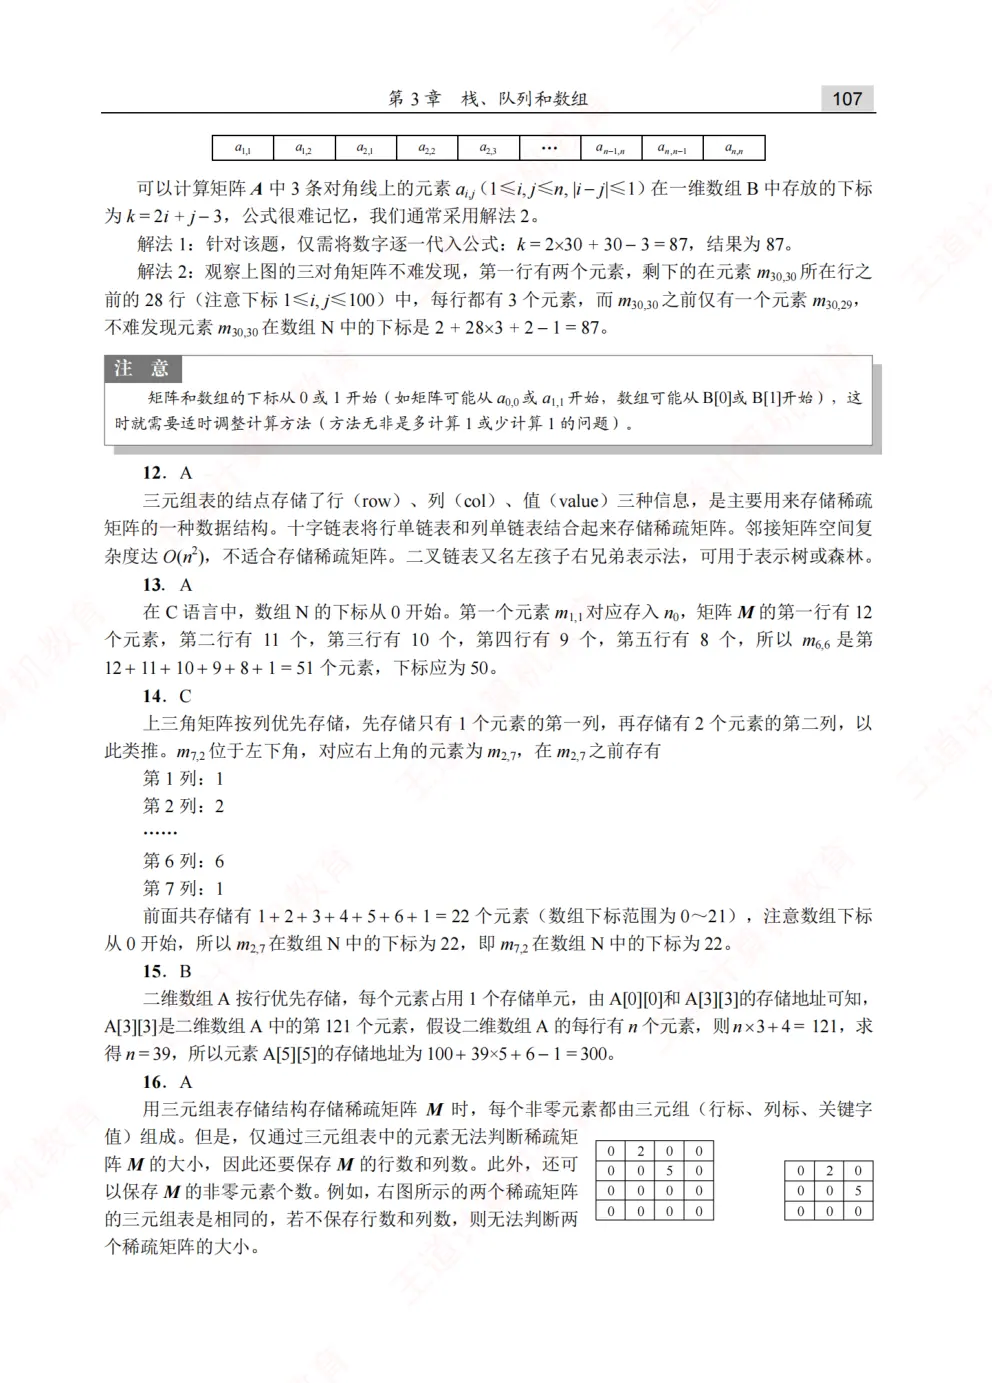 第 3 章 栈、队列和数组 107
a1,1 a1,2 a2,1 a2,2 a2,3 … an−1,n an,n−1 an,n
可以计算矩阵 A 中 3 条对角线上的元素 ai,j（1≤i, j≤n, |i − j|≤1）在一维数组 B 中存放的下标
为 k = 2i + j − 3，公式很难记忆，我们通常采用解法 2。
解法 1：针对该题，仅需将数字逐一代入公式：k = 2×30 + 30 − 3 = 87，结果为 87。
解法 2：观察上图的三对角矩阵不难发现，第一行有两个元素，剩下的在元素 m30,30 所在行之
前的 28 行（注意下标 1≤i, j≤100）中，每行都有 3 个元素，而 m30,30 之前仅有一个元素 m30,29，
不难发现元素 m30,30 在数组 N 中的下标是 2 + 28×3 + 2 − 1 = 87。
注 意
矩阵和数组的下标从 0 或 1 开始（如矩阵可能从 a0,0 或 a1,1 开始，数组可能从 B[0]或 B[1]开始），这
时就需要适时调整计算方法（方法无非是多计算 1 或少计算 1 的问题）。
12．A
三元组表的结点存储了行（row）、列（col）、值（value）三种信息，是主要用来存储稀疏
矩阵的一种数据结构。十字链表将行单链表和列单链表结合起来存储稀疏矩阵。邻接矩阵空间复
杂度达 O(n²)，不适合存储稀疏矩阵。二叉链表又名左孩子右兄弟表示法，可用于表示树或森林。
13．A
在 C 语言中，数组 N 的下标从 0 开始。第一个元素 m1,1 对应存入 n0，矩阵 M 的第一行有 12
个元素，第二行有 11 个，第三行有 10 个，第四行有 9 个，第五行有 8 个，所以 m6,6 是第
12 + 11 + 10 + 9 + 8 + 1 = 51 个元素，下标应为 50。
14．C
上三角矩阵按列优先存储，先存储只有 1 个元素的第一列，再存储有 2 个元素的第二列，以
此类推。m7,2 位于左下角，对应右上角的元素为 m2,7，在 m2,7 之前存有
第 1 列：1
第 2 列：2
……
第 6 列：6
第 7 列：1
前面共存储有 1 + 2 + 3 + 4 + 5 + 6 + 1 = 22 个元素（数组下标范围为 0～21），注意数组下标
从 0 开始，所以 m2,7 在数组 N 中的下标为 22，即 m7,2 在数组 N 中的下标为 22。
15．B
二维数组 A 按行优先存储，每个元素占用 1 个存储单元，由 A[0][0]和 A[3][3]的存储地址可知，
A[3][3]是二维数组 A 中的第 121 个元素，假设二维数组 A 的每行有 n 个元素，则 n×3 + 4 = 121，求
得 n = 39，所以元素 A[5][5]的存储地址为 100 + 39×5 + 6 − 1 = 300。
16．A
用三元组表存储结构存储稀疏矩阵 M 时，每个非零元素都由三元组（行标、列标、关键字
值）组成。但是，仅通过三元组表中的元素无法判断稀疏矩
阵 M 的大小，因此还要保存 M 的行数和列数。此外，还可
以保存 M 的非零元素个数。例如，右图所示的两个稀疏矩阵
的三元组表是相同的，若不保存行数和列数，则无法判断两
个稀疏矩阵的大小。
0 2 0 0
0 0 5 0
0 0 0 0
0 0 0 0
0 2 0
0 0 5
0 0 0